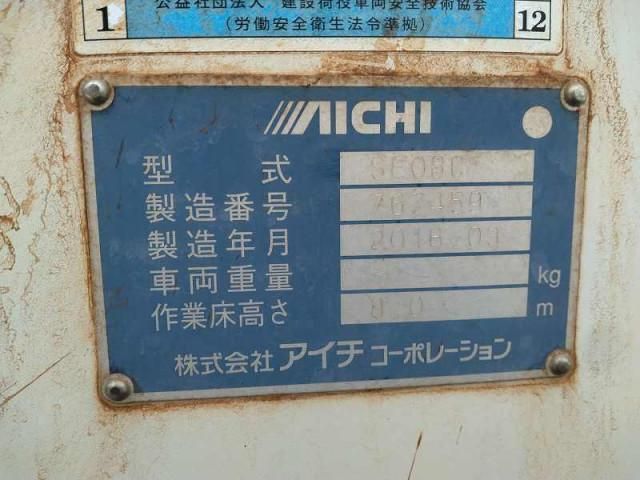 公益社団法人 建設荷役車両安全技術協会
1 (労働安全衛生法令準拠) 12
AICHI
型式 SE08C
製造番号
製造年月
車両重量 kg
作業床高さ 8.0 m
株式会社 アイチ コーポレーション